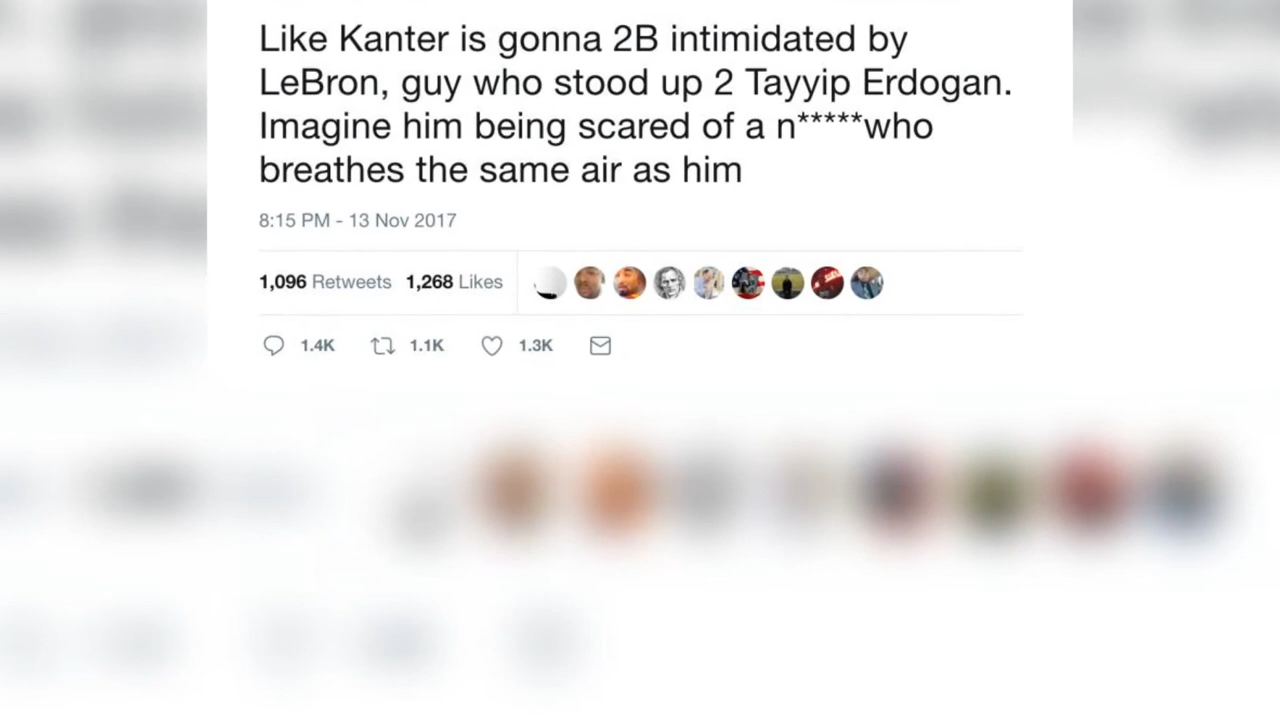 Like Kanter is gonna 2B intimidated by
LeBron, guy who stood up 2 Tayyip Erdogan.
Imagine him being scared of a n*****who
breathes the same air as him
8:15 PM - 13 Nov 2017
1,096 Retweets 1,268 Likes
1.4K 1.1K 1.3K